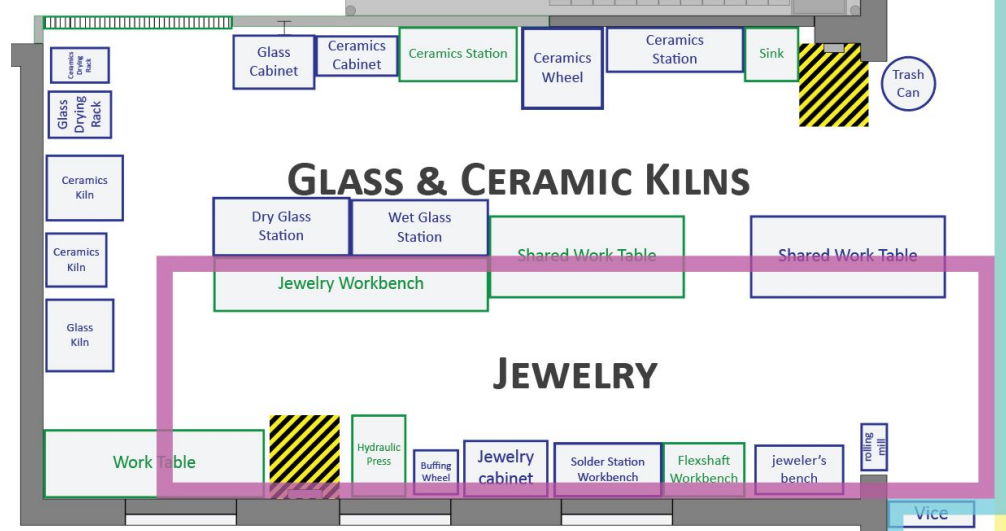 Glass
Cabinet
Ceramics
Cabinet
Ceramics Station
Ceramics
Wheel
Ceramics
Station
Sink
Trash
Can
Ceramics
Drying
Rack
Glass
Drying
Rack
Ceramics
Kiln
Ceramics
Kiln
Glass
Kiln
GLASS & CERAMIC KILNS
Dry Glass
Station
Wet Glass
Station
Shared Work Table
Shared Work Table
Jewelry Workbench
JEWELRY
Work Table
Hydraulic
Press
Buffing
Wheel
Jewelry
cabinet
Solder Station
Workbench
Flexshaft
Workbench
jeweler's
bench
rolling
mill
Vice